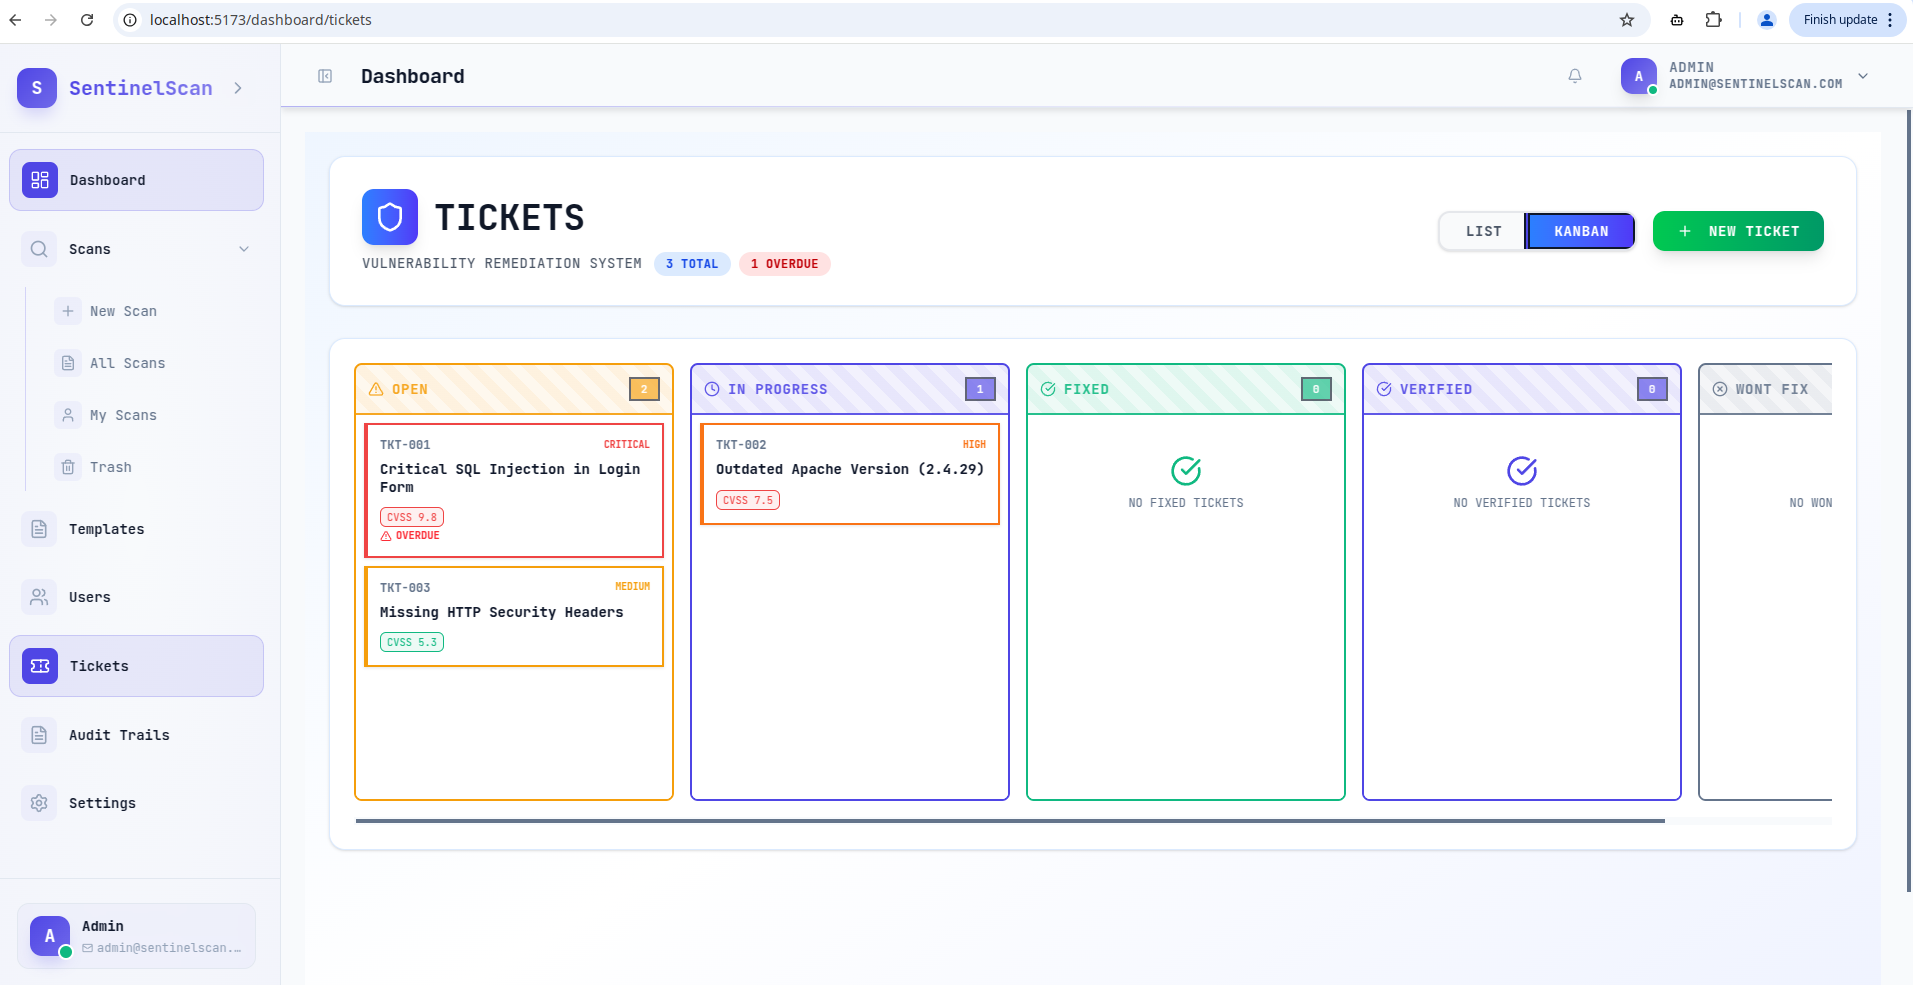 localhost:5173/dashboard/tickets
Finish update
S
SentinelScan
Dashboard
A
ADMIN
ADMIN@SENTINELSCAN.COM
Dashboard
Scans
New Scan
All Scans
My Scans
Trash
Templates
Users
Tickets
Audit Trails
Settings
A
Admin
admin@sentinelscan.…
TICKETS
VULNERABILITY REMEDIATION SYSTEM
3 TOTAL
1 OVERDUE
LIST
KANBAN
NEW TICKET
OPEN
2
TKT-001
CRITICAL
Critical SQL Injection in Login
Form
CVSS 9.8
OVERDUE
TKT-003
MEDIUM
Missing HTTP Security Headers
CVSS 5.3
IN PROGRESS
1
TKT-002
HIGH
Outdated Apache Version (2.4.29)
CVSS 7.5
FIXED
0
NO FIXED TICKETS
VERIFIED
0
NO VERIFIED TICKETS
WONT FIX
NO WON